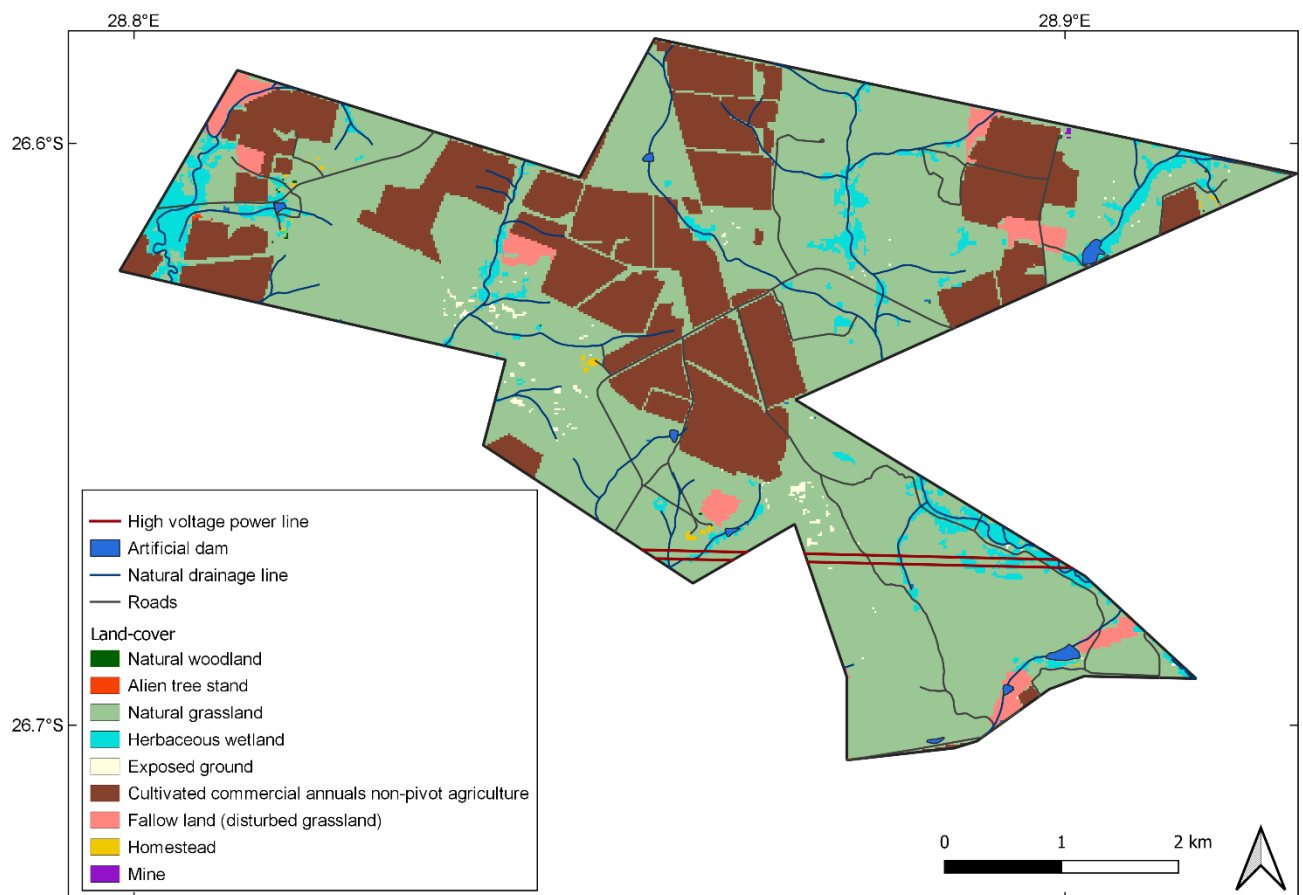 28.8°E 28.9°E
26.6°S
26.7°S
High voltage power line
Artificial dam
Natural drainage line
Roads
Land-cover
Natural woodland
Alien tree stand
Natural grassland
Herbaceous wetland
Exposed ground
Cultivated commercial annuals non-pivot agriculture
Fallow land (disturbed grassland)
Homestead
Mine
0 1 2 km